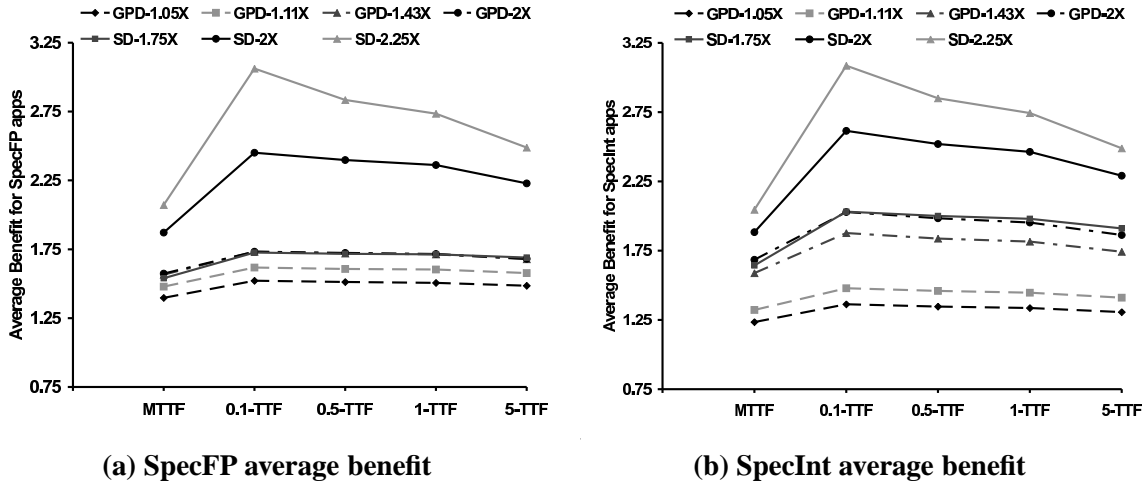 GPD-1.05X GPD-1.11X GPD-1.43X GPD-2X
SD-1.75X SD-2X SD-2.25X
Average Benefit for SpecFP apps
3.25
2.75
2.25
1.75
1.25
0.75
MTTF 0.1-TTF 0.5-TTF 1-TTF 5-TTF
(a) SpecFP average benefit
GPD-1.05X GPD-1.11X GPD-1.43X GPD-2X
SD-1.75X SD-2X SD-2.25X
Average Benefit for SpecInt apps
3.25
2.75
2.25
1.75
1.25
0.75
MTTF 0.1-TTF 0.5-TTF 1-TTF 5-TTF
(b) SpecInt average benefit